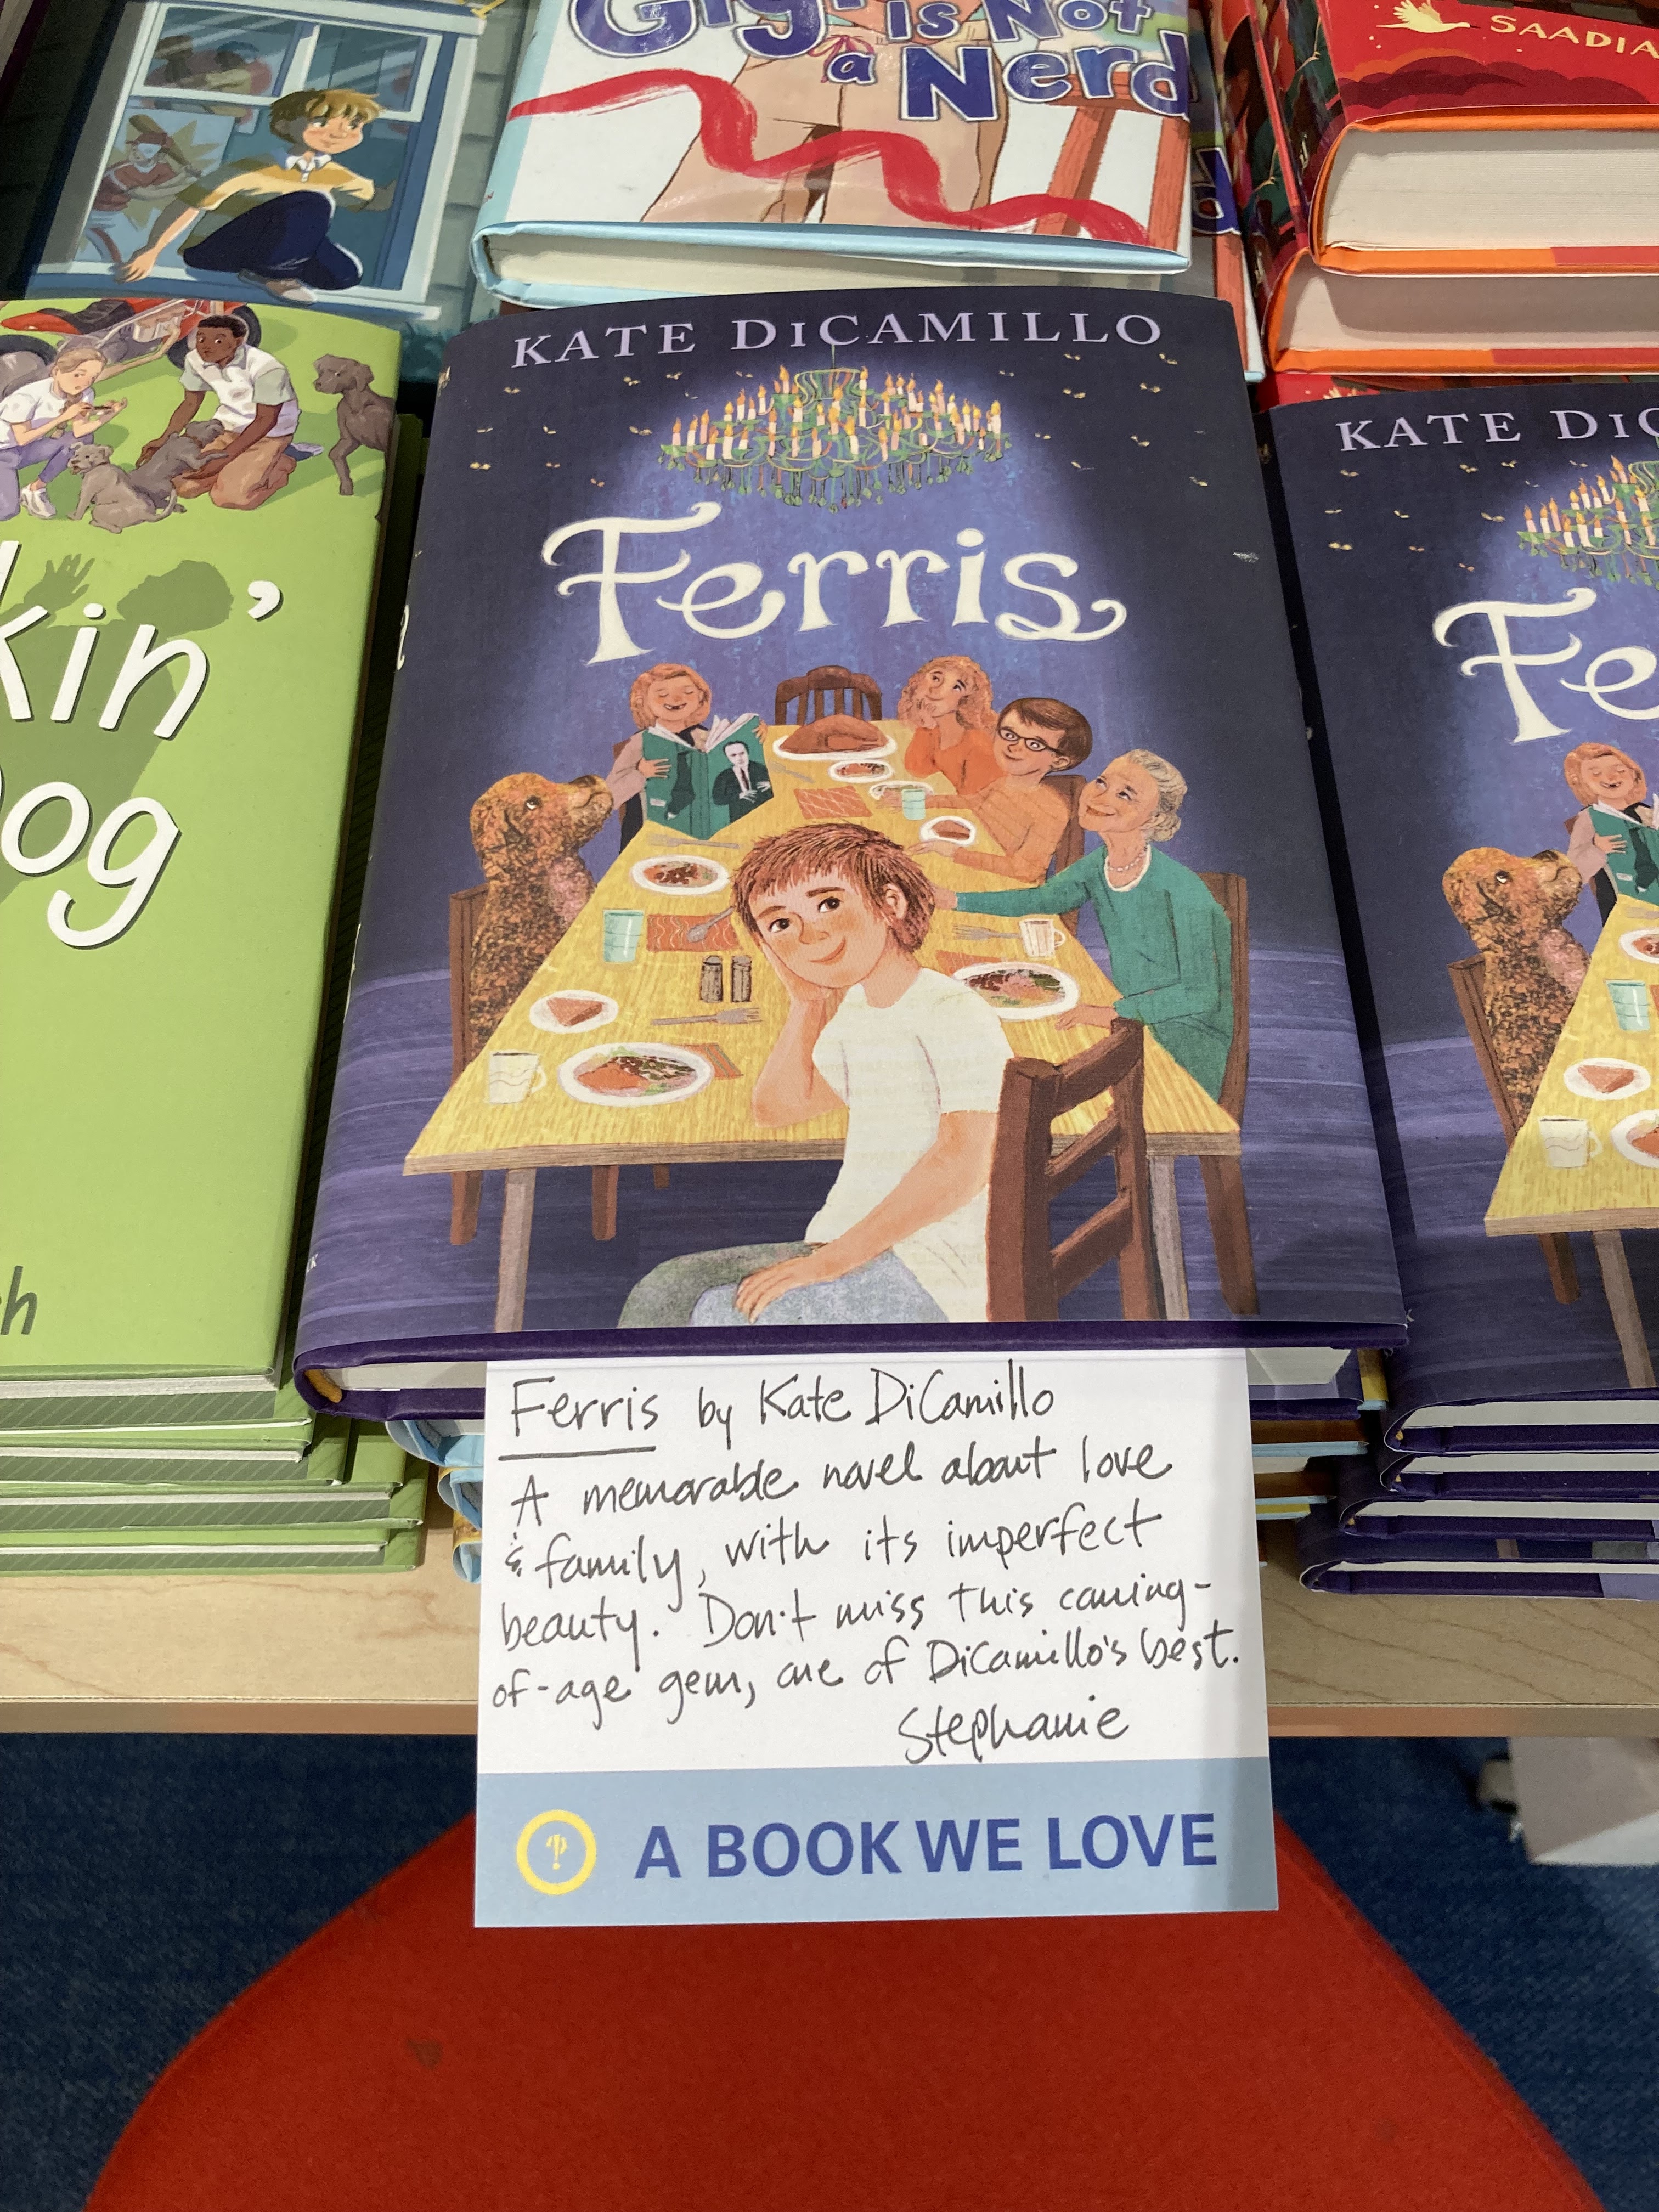 Gigi is Not
a Nerd
SAADIA
KATE DiCAMILLO
Ferris
KATE DiC
Fe
kin'
Dog
Ferris by Kate DiCamillo
A memorable novel about love
& family, with its imperfect
beauty. Don't miss this coming-
of-age gem, one of DiCamillo's best.
Stephanie
A BOOK WE LOVE